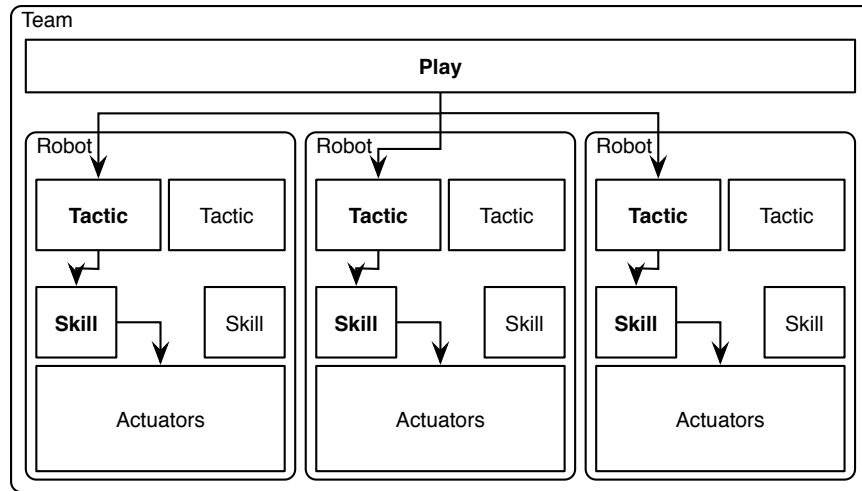 Team
Play
Robot
Robot
Robot
Tactic Tactic
Tactic Tactic
Tactic Tactic
Skill Skill
Skill Skill
Skill Skill
Actuators
Actuators
Actuators